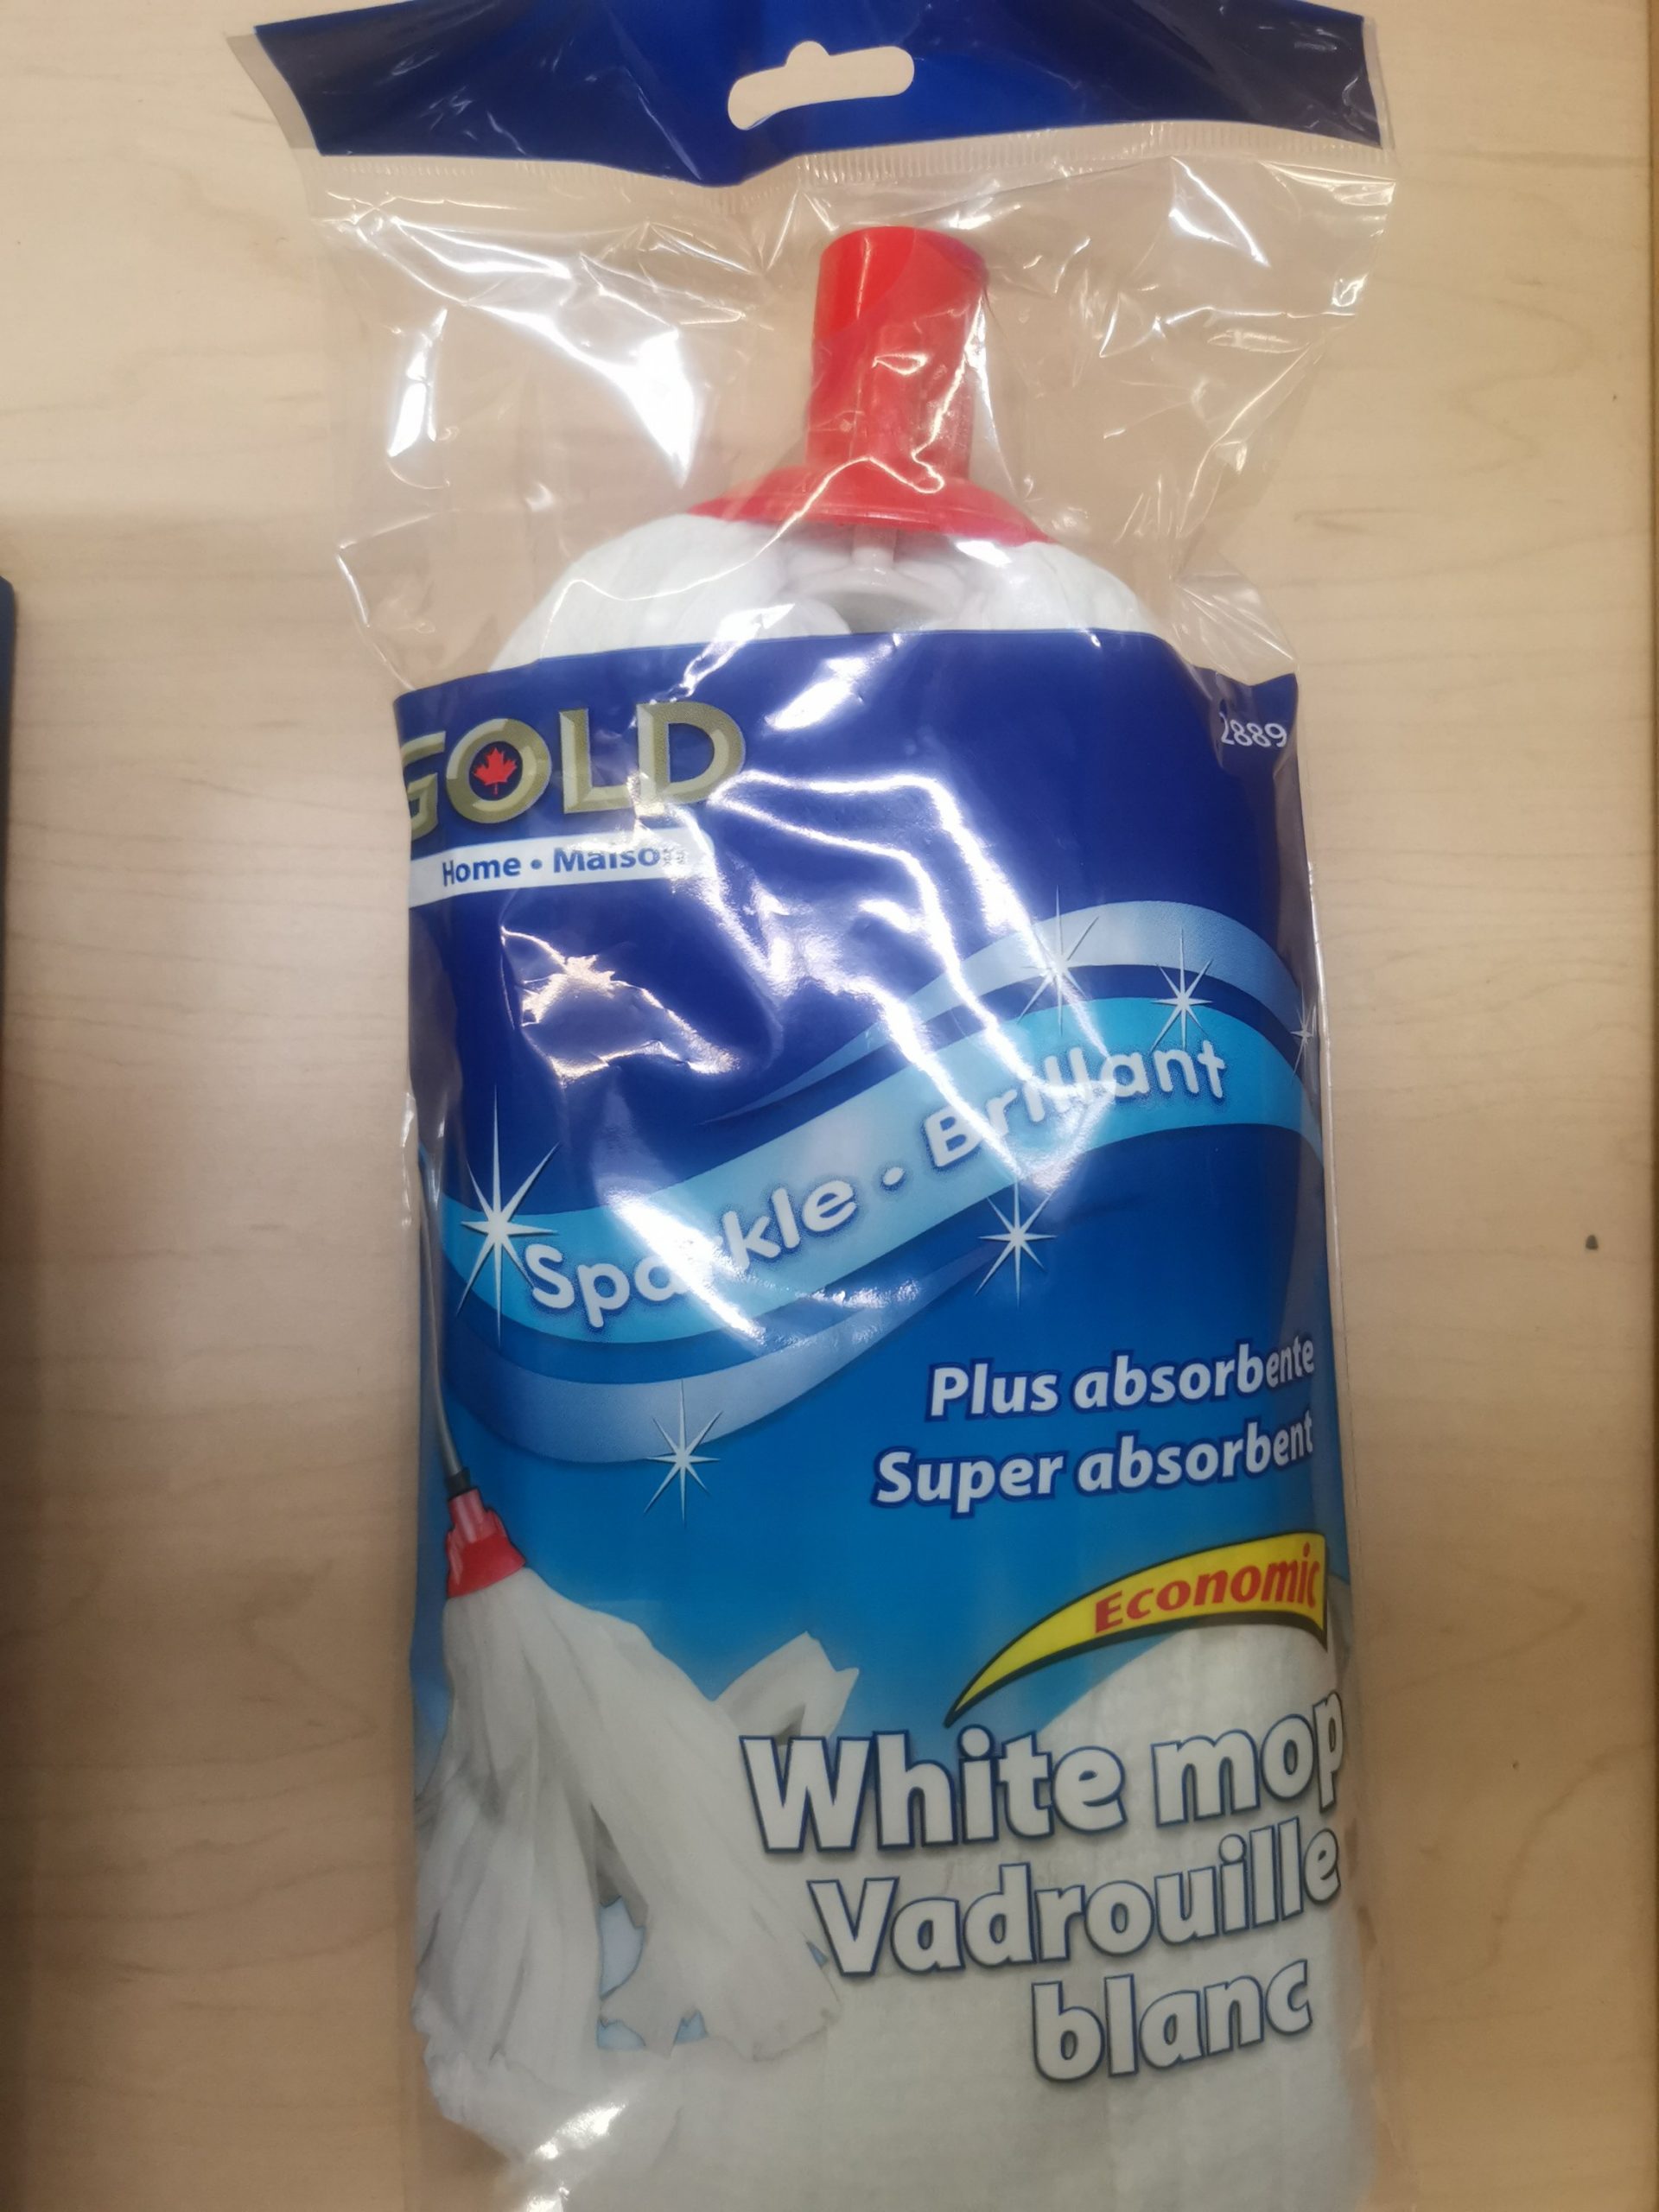 GOLD
2889
Home • Maison
Sparkle • Brillant
Plus absorbente
Super absorbent
Economic
White mop
Vadrouille
blanc